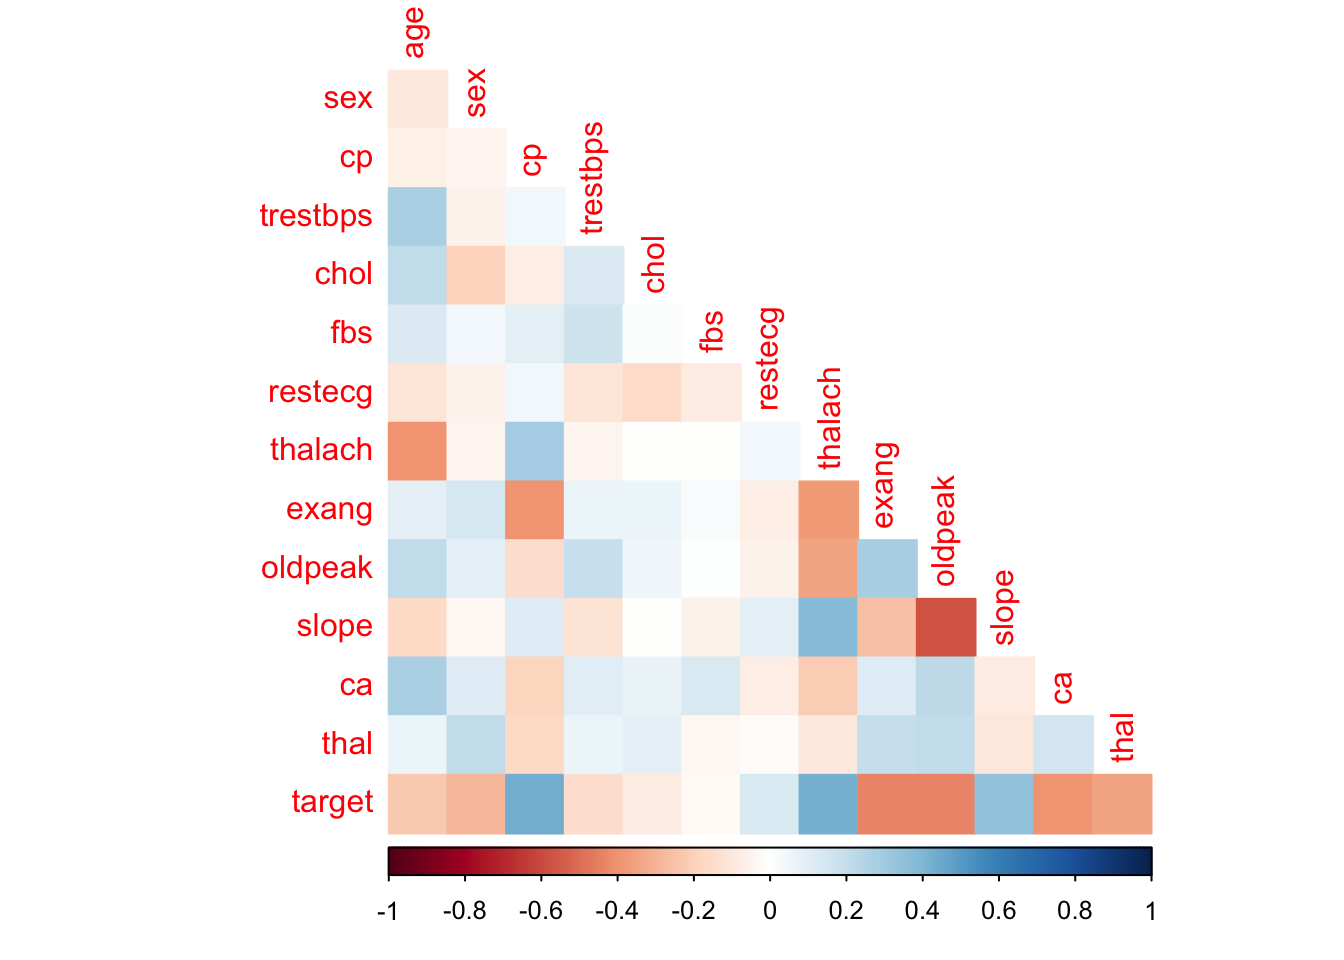 age
sex
sex
cp
cp
trestbps
trestbps
chol
chol
fbs
fbs
restecg
restecg
thalach
thalach
exang
exang
oldpeak
oldpeak
slope
slope
ca
ca
thal
thal
target
-1 -0.8 -0.6 -0.4 -0.2 0 0.2 0.4 0.6 0.8 1